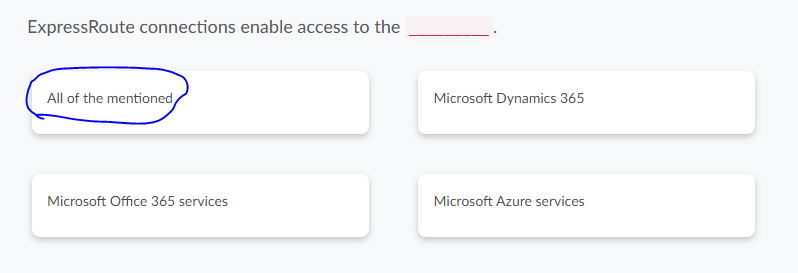 ExpressRoute connections enable access to the _________.
All of the mentioned
Microsoft Dynamics 365
Microsoft Office 365 services
Microsoft Azure services